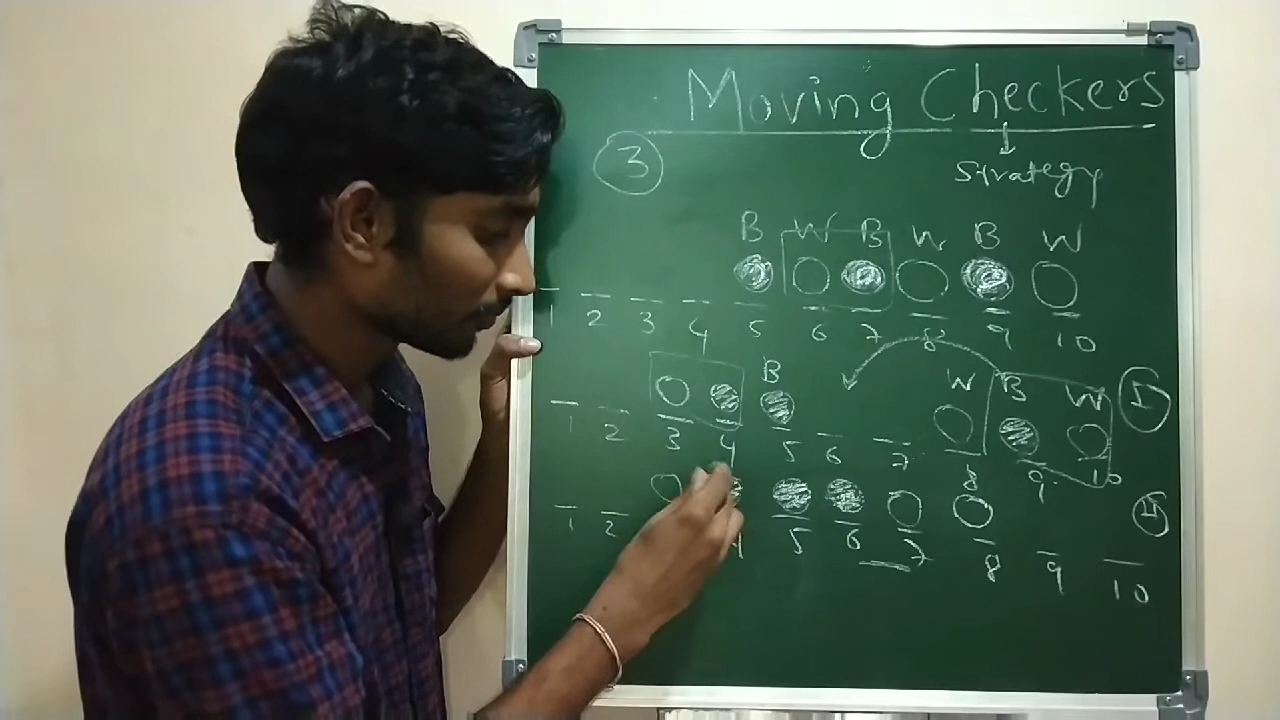 Moving Checkers
3
strategy
B W B W B W
1 2 3 4 5 6 7 8 9 10
B W B W
1 2 3 4 5 6 7 8 9 10
1 2 4 5 6 7 8 9 10